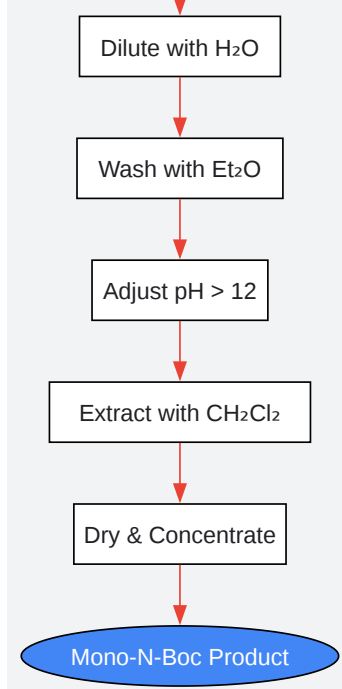 Dilute with H₂O
Wash with Et₂O
Adjust pH > 12
Extract with CH₂Cl₂
Dry & Concentrate
Mono-N-Boc Product